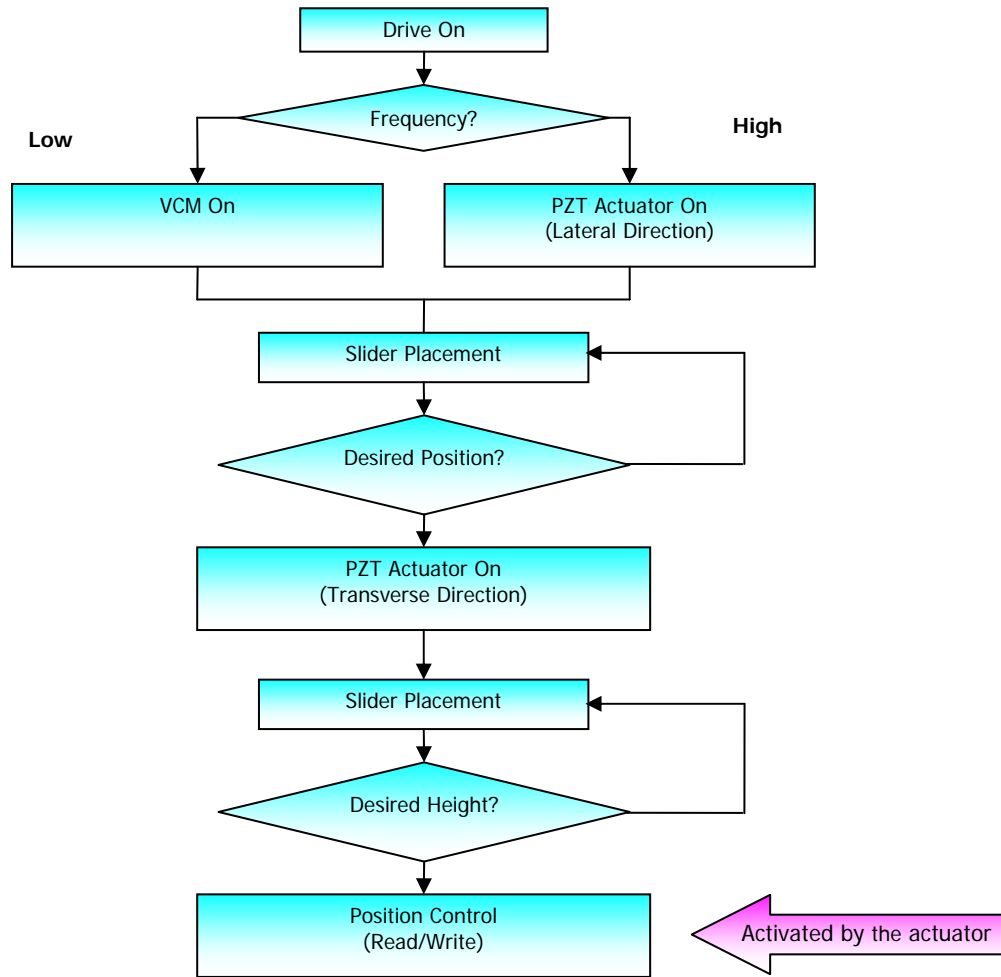 Drive On
Frequency?
Low
High
VCM On
PZT Actuator On
(Lateral Direction)
Slider Placement
Desired Position?
PZT Actuator On
(Transverse Direction)
Slider Placement
Desired Height?
Position Control
(Read/Write)
Activated by the actuator